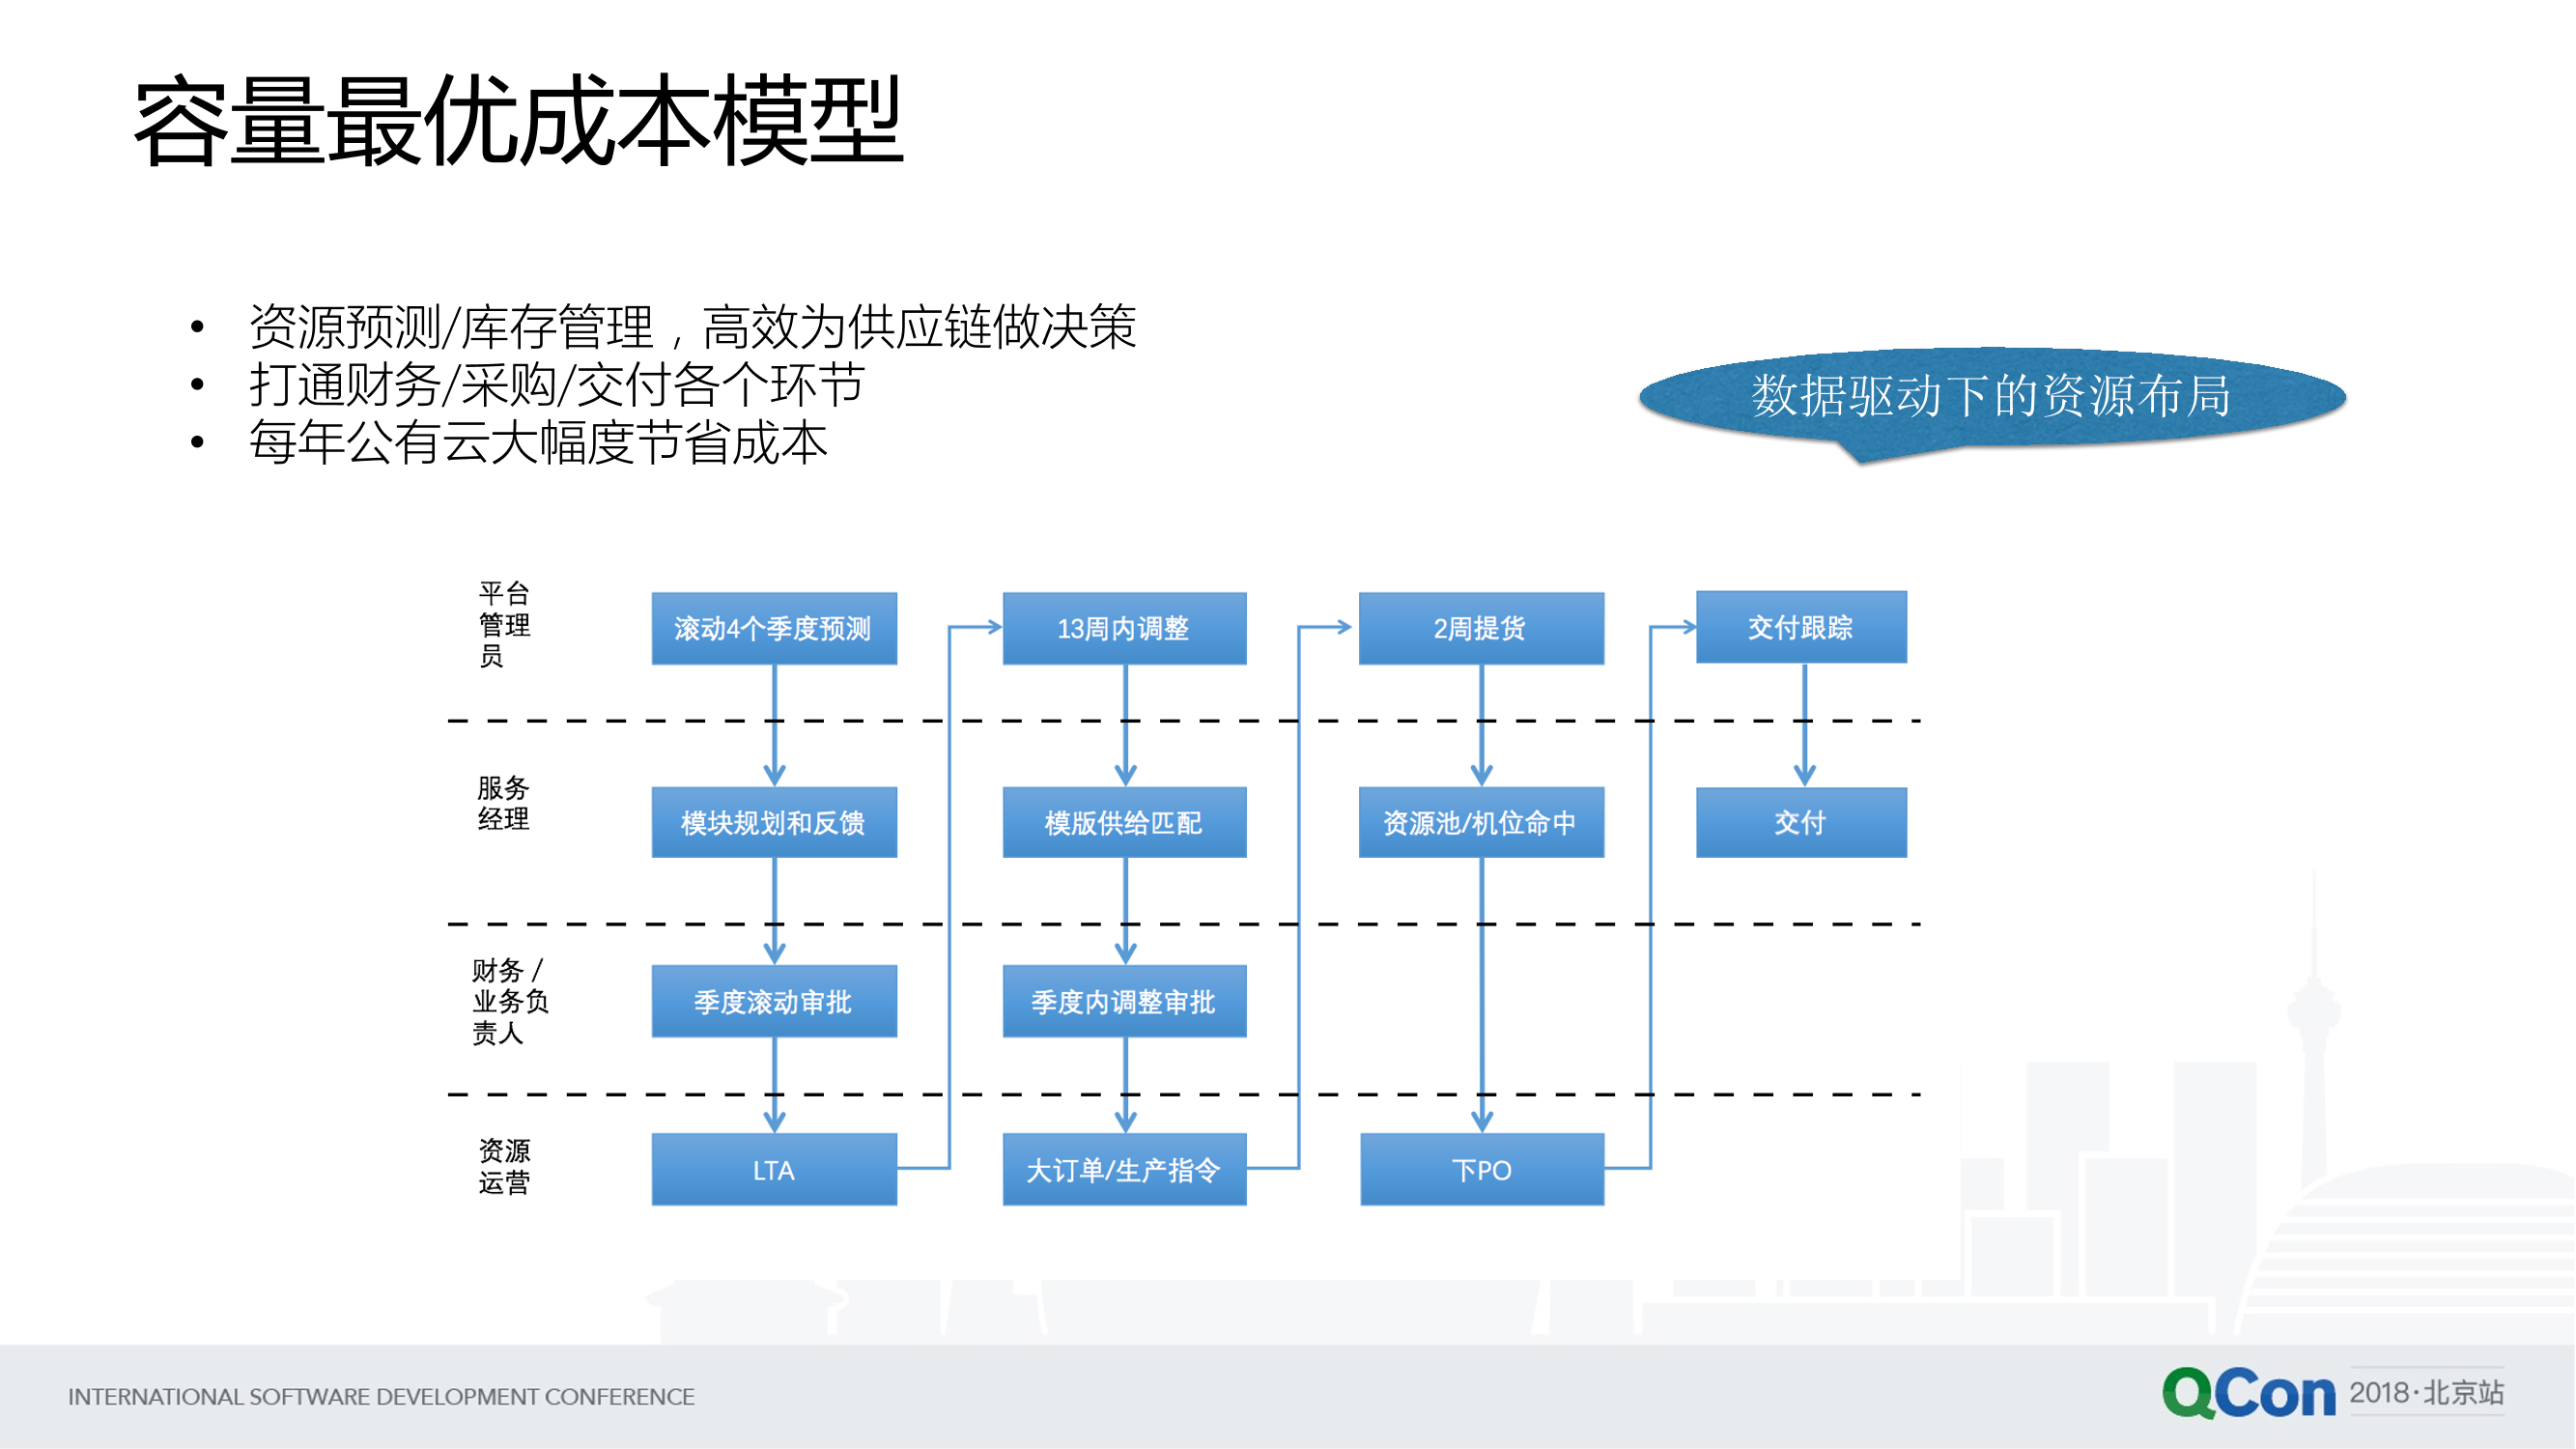 容量最优成本模型
• 资源预测/库存管理，高效为供应链做决策
• 打通财务/采购/交付各个环节
• 每年公有云大幅度节省成本
数据驱动下的资源布局
平台
管理
员
滚动4个季度预测
13周内调整
2周提货
交付跟踪
服务
经理
模块规划和反馈
模版供给匹配
资源池/机位命中
交付
财务 /
业务负
责人
季度滚动审批
季度内调整审批
资源
运营
LTA
大订单/生产指令
下PO
INTERNATIONAL SOFTWARE DEVELOPMENT CONFERENCE
QCon 2018·北京站